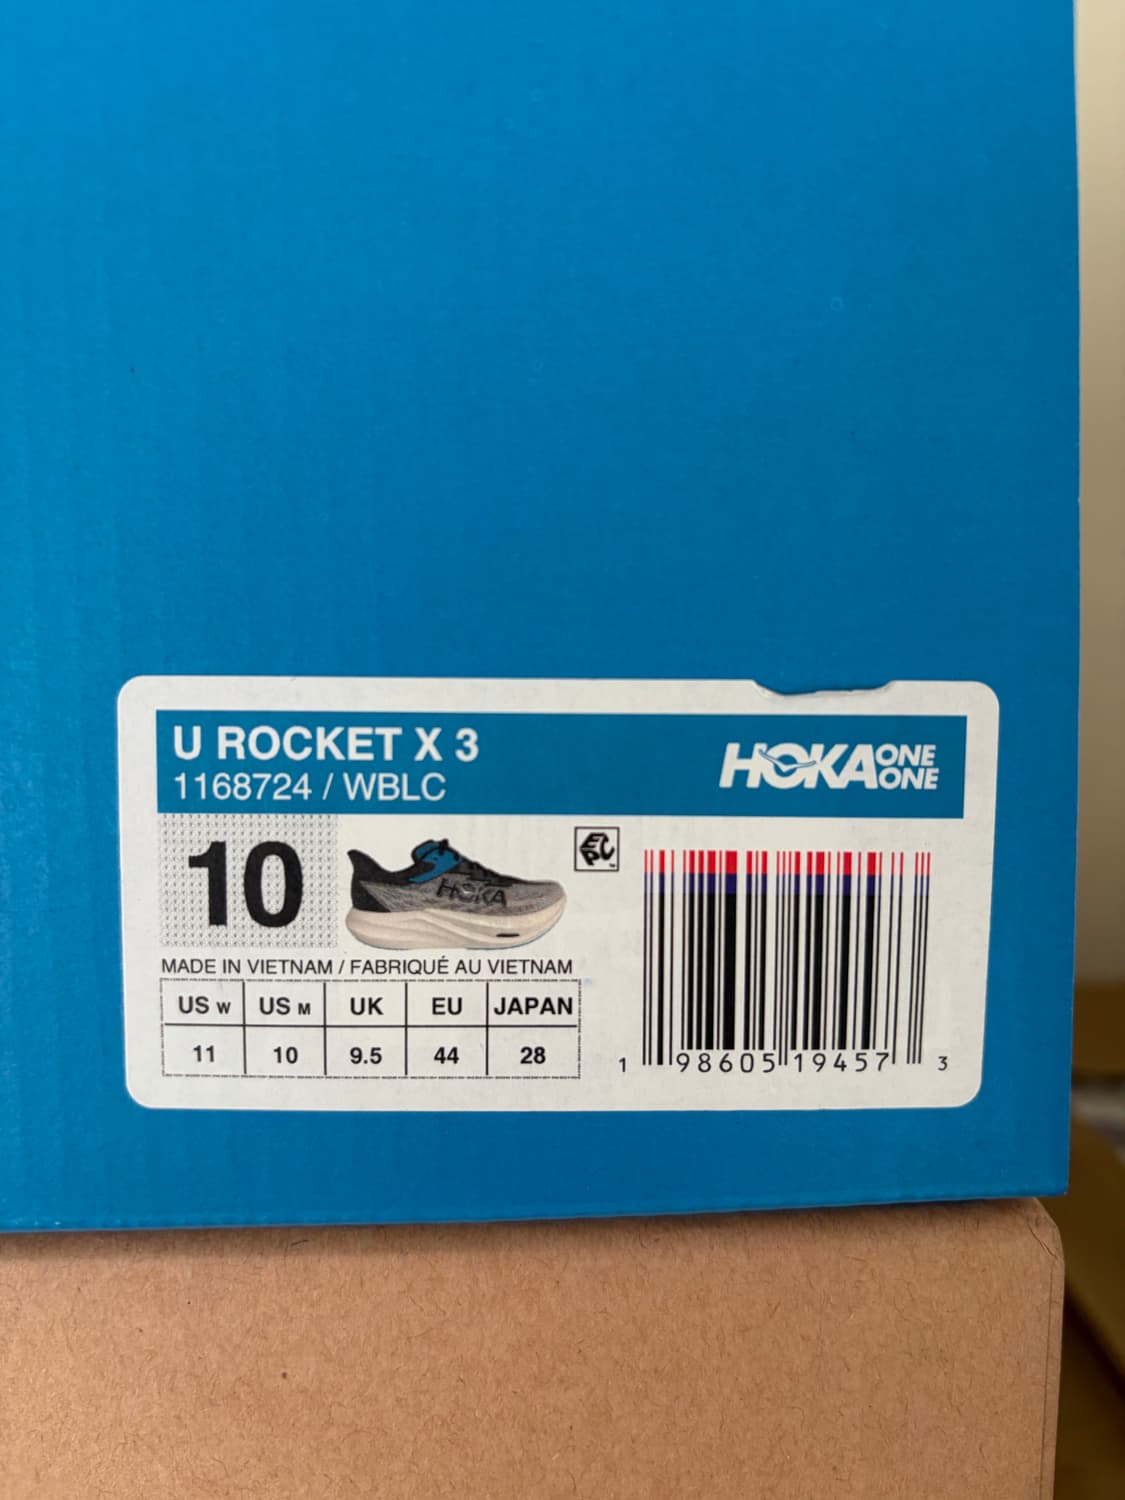 U ROCKET X 3
1168724 / WBLC
HOKA ONE ONE
10
HOKA
EPC™
MADE IN VIETNAM / FABRIQUÉ AU VIETNAM
US W US M UK EU JAPAN
11 10 9.5 44 28
1 98605 19457 3